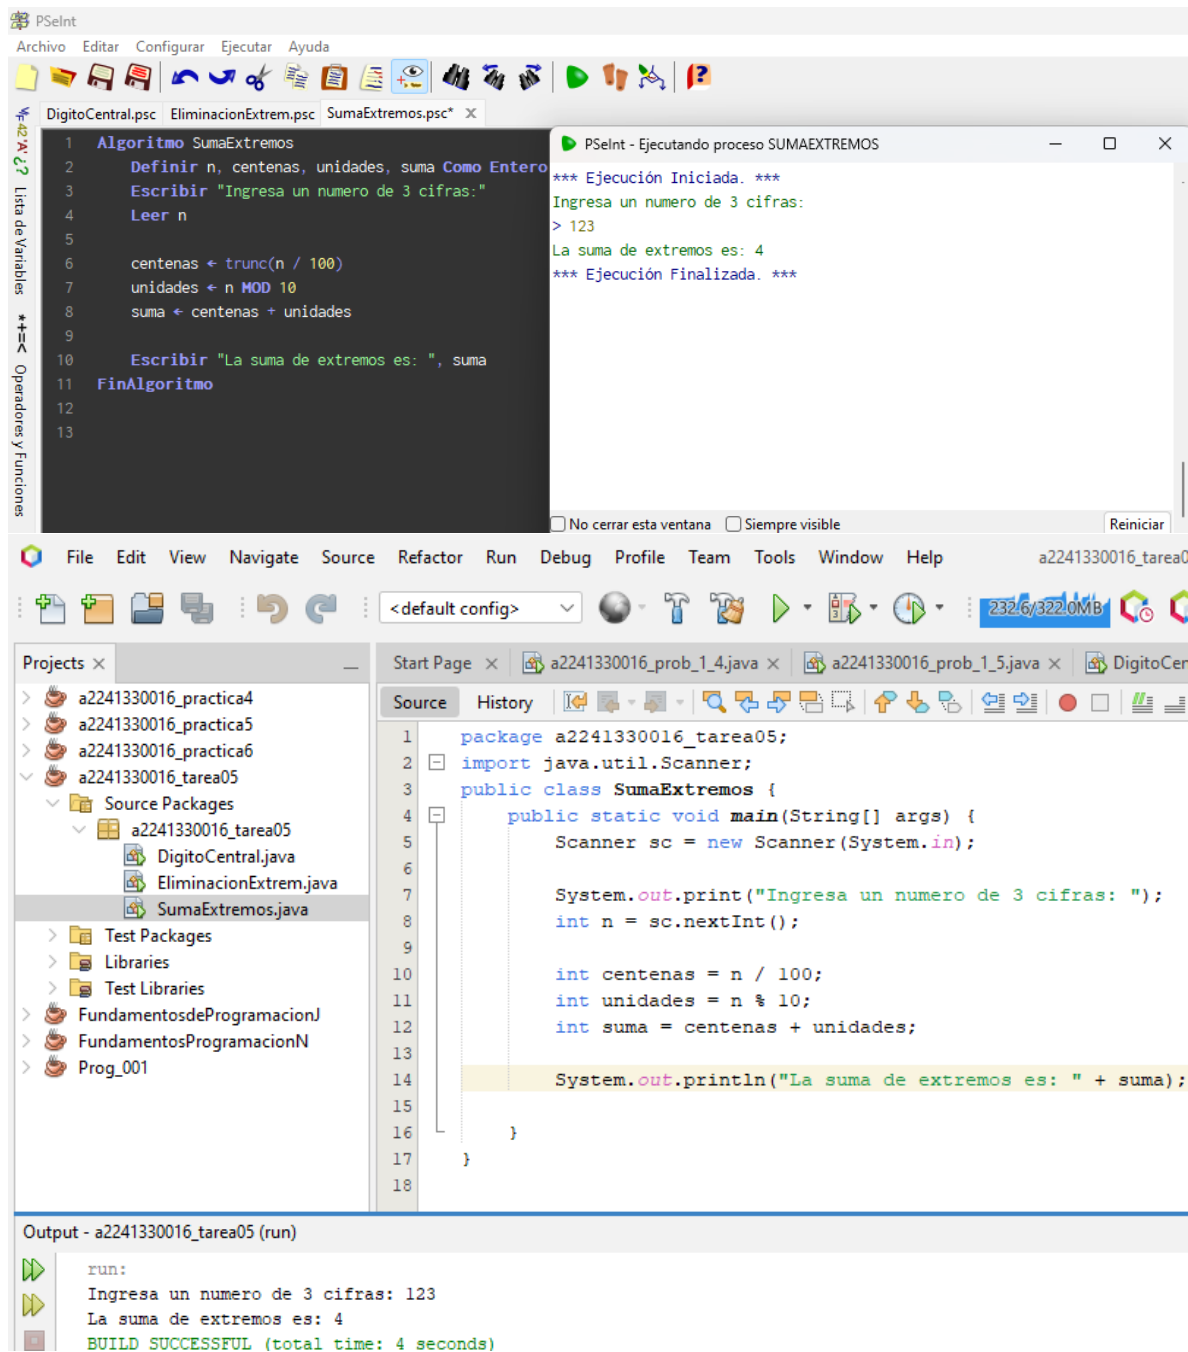 PSeInt
Archivo Editar Configurar Ejecutar Ayuda
DigitoCentral.psc EliminacionExtrem.psc SumaExtremos.psc*
42 'A' ¿? Lista de Variables
*+=< Operadores y Funciones
1 Algoritmo SumaExtremos
2 Definir n, centenas, unidades, suma Como Entero
3 Escribir "Ingresa un numero de 3 cifras:"
4 Leer n
5
6 centenas ← trunc(n / 100)
7 unidades ← n MOD 10
8 suma ← centenas + unidades
9
10 Escribir "La suma de extremos es: ", suma
11 FinAlgoritmo
12
13
PSeInt - Ejecutando proceso SUMAEXTREMOS
*** Ejecución Iniciada. ***
Ingresa un numero de 3 cifras:
> 123
La suma de extremos es: 4
*** Ejecución Finalizada. ***
No cerrar esta ventana Siempre visible Reiniciar
File Edit View Navigate Source Refactor Run Debug Profile Team Tools Window Help a2241330016_tarea0
<default config> 232.6/322.0MB
Projects
a2241330016_practica4
a2241330016_practica5
a2241330016_practica6
a2241330016_tarea05
Source Packages
a2241330016_tarea05
DigitoCentral.java
EliminacionExtrem.java
SumaExtremos.java
Test Packages
Libraries
Test Libraries
FundamentosdeProgramacionJ
FundamentosProgramacionN
Prog_001
Start Page a2241330016_prob_1_4.java a2241330016_prob_1_5.java DigitoCen
Source History
1 package a2241330016_tarea05;
2 import java.util.Scanner;
3 public class SumaExtremos {
4 public static void main(String[] args) {
5 Scanner sc = new Scanner(System.in);
6
7 System.out.print("Ingresa un numero de 3 cifras: ");
8 int n = sc.nextInt();
9
10 int centenas = n / 100;
11 int unidades = n % 10;
12 int suma = centenas + unidades;
13
14 System.out.println("La suma de extremos es: " + suma);
15
16 }
17 }
18
Output - a2241330016_tarea05 (run)
run:
Ingresa un numero de 3 cifras: 123
La suma de extremos es: 4
BUILD SUCCESSFUL (total time: 4 seconds)